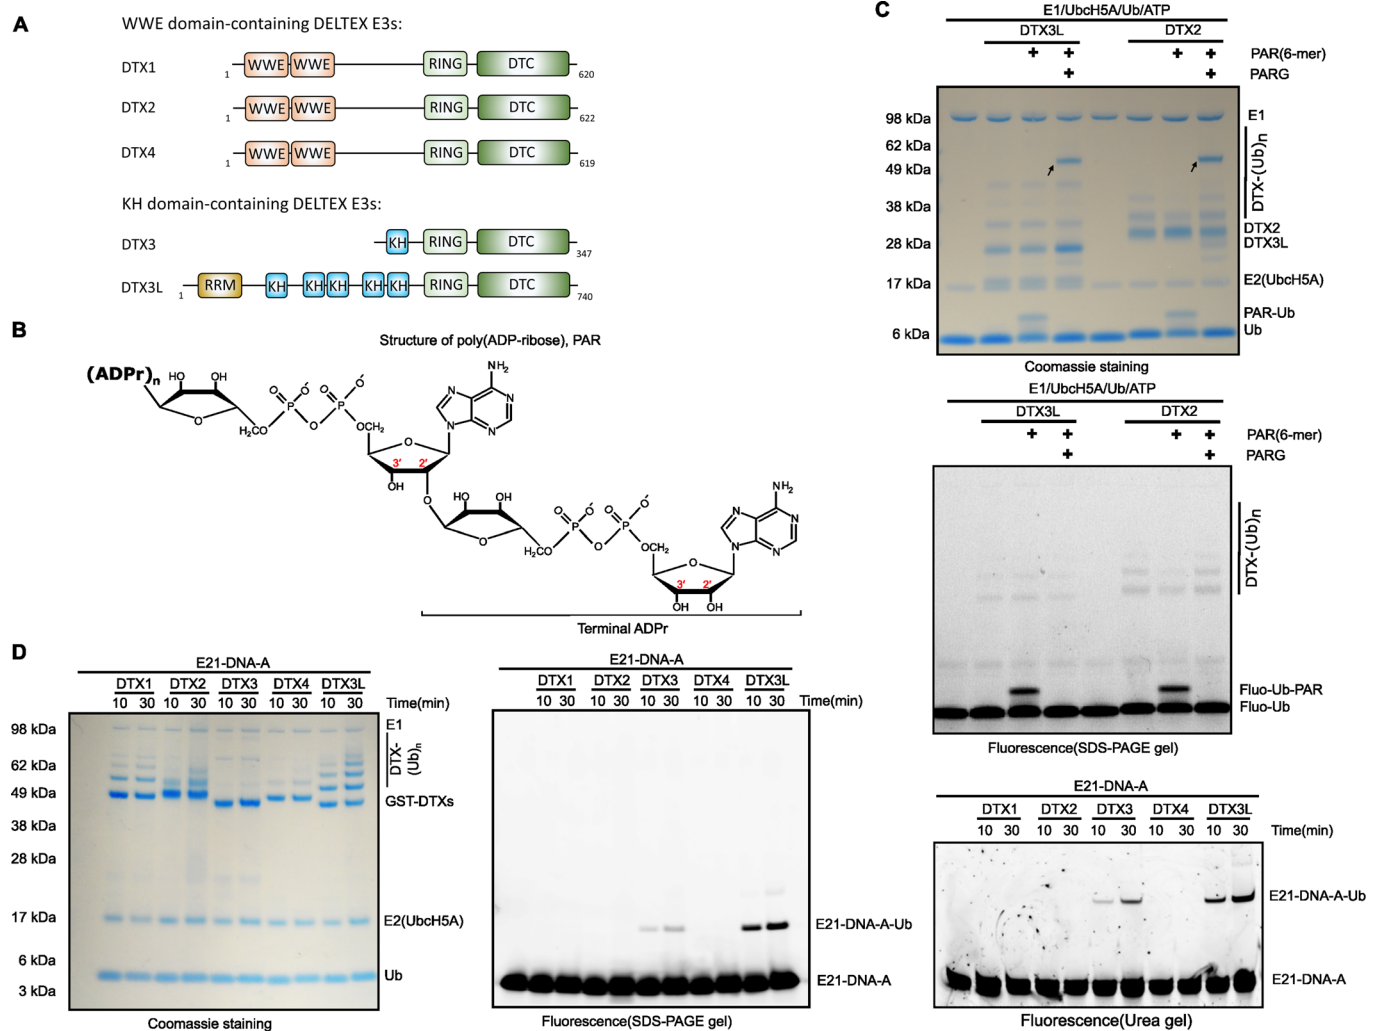 A
WWE domain-containing DELTEX E3s:
DTX1 1 WWE WWE RING DTC 620
DTX2 1 WWE WWE RING DTC 622
DTX4 1 WWE WWE RING DTC 619
KH domain-containing DELTEX E3s:
DTX3 KH RING DTC 347
DTX3L 1 RRM KH KH KH KH KH RING DTC 740
B
Structure of poly(ADP-ribose), PAR
(ADPr)n HO OH O H₂CO O P O⁻ O O P O⁻ OCH₂ O NH₂ N N N N
3′ 2′
OH O
HO OH O H₂CO O P O⁻ O O P O⁻ OCH₂ O NH₂ N N N N
3′ 2′
OH OH
Terminal ADPr
C
E1/UbcH5A/Ub/ATP
DTX3L DTX2
+ + + + PAR(6-mer)
+ + PARG
98 kDa E1
62 kDa
49 kDa
DTX-(Ub)n
38 kDa
DTX2
28 kDa DTX3L
17 kDa E2(UbcH5A)
PAR-Ub
6 kDa Ub
Coomassie staining
E1/UbcH5A/Ub/ATP
DTX3L DTX2
+ + + + PAR(6-mer)
+ + PARG
DTX-(Ub)n
Fluo-Ub-PAR
Fluo-Ub
Fluorescence(SDS-PAGE gel)
D
E21-DNA-A
DTX1 DTX2 DTX3 DTX4 DTX3L
10 30 10 30 10 30 10 30 10 30 Time(min)
98 kDa E1
DTX-(Ub)n
62 kDa
49 kDa GST-DTXs
38 kDa
28 kDa
17 kDa E2(UbcH5A)
6 kDa Ub
3 kDa
Coomassie staining
E21-DNA-A
DTX1 DTX2 DTX3 DTX4 DTX3L
10 30 10 30 10 30 10 30 10 30 Time(min)
E21-DNA-A-Ub
E21-DNA-A
Fluorescence(SDS-PAGE gel)
E21-DNA-A
DTX1 DTX2 DTX3 DTX4 DTX3L
10 30 10 30 10 30 10 30 10 30 Time(min)
E21-DNA-A-Ub
E21-DNA-A
Fluorescence(Urea gel)